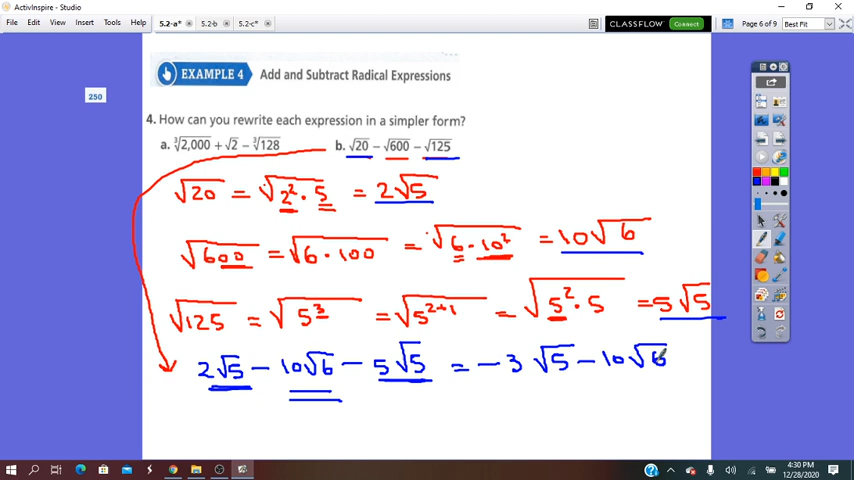 ActivInspire - Studio
File Edit View Insert Tools Help
5.2-a* 5.2-b 5.2-c*
CLASSFLOW Connect
Page 6 of 9 Best Fit
250
EXAMPLE 4 Add and Subtract Radical Expressions
4. How can you rewrite each expression in a simpler form?
a. ∛2,000 + √2 − ∛128 b. √20 − √600 − √125
√20 = √2² · 5 = 2√5
√600 = √6 · 100 = √6 · 10² = 10√6
√125 = √5³ = √5²⁺¹ = √5² · 5 = 5√5
2√5 − 10√6 − 5√5 = −3√5 − 10√6
4:30 PM
12/28/2020